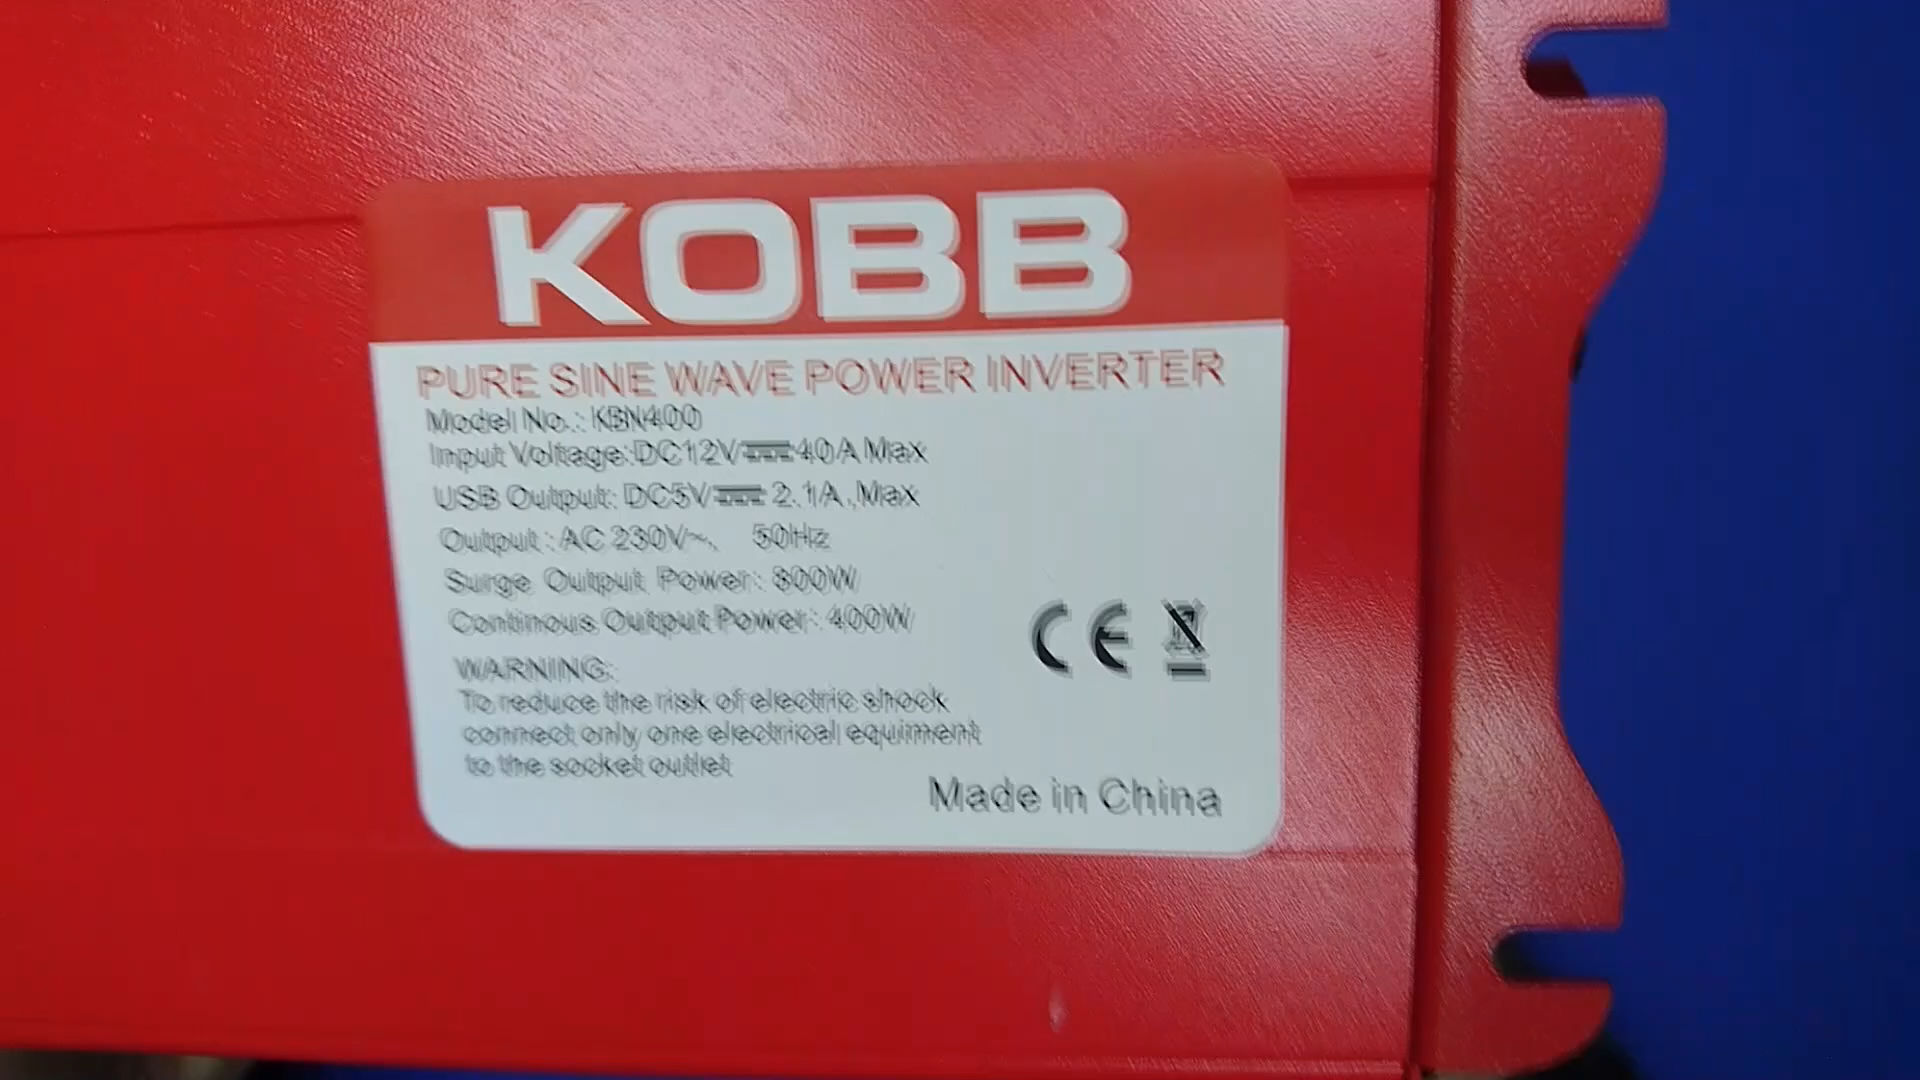 KOBB
PURE SINE WAVE POWER INVERTER
Model No.: KBN400
Input Voltage:DC12V⎓40A Max
USB Output: DC5V⎓2.1A,Max
Output: AC 230V~, 50Hz
Surge Output Power: 800W
Continous Output Power: 400W
CE
WARNING:
To reduce the risk of electric shock
connect only one electrical equiment
to the socket outlet
Made in China